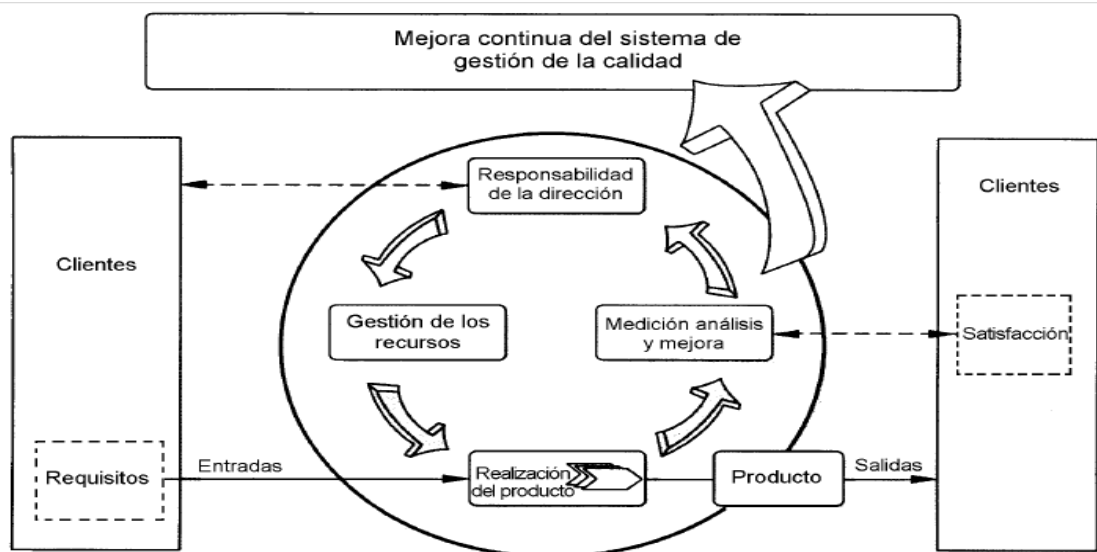 Mejora continua del sistema de
gestión de la calidad
Responsabilidad
de la dirección
Clientes
Clientes
Gestión de los
recursos
Medición análisis
y mejora
Satisfacción
Requisitos
Entradas
Realización
del producto
Producto
Salidas